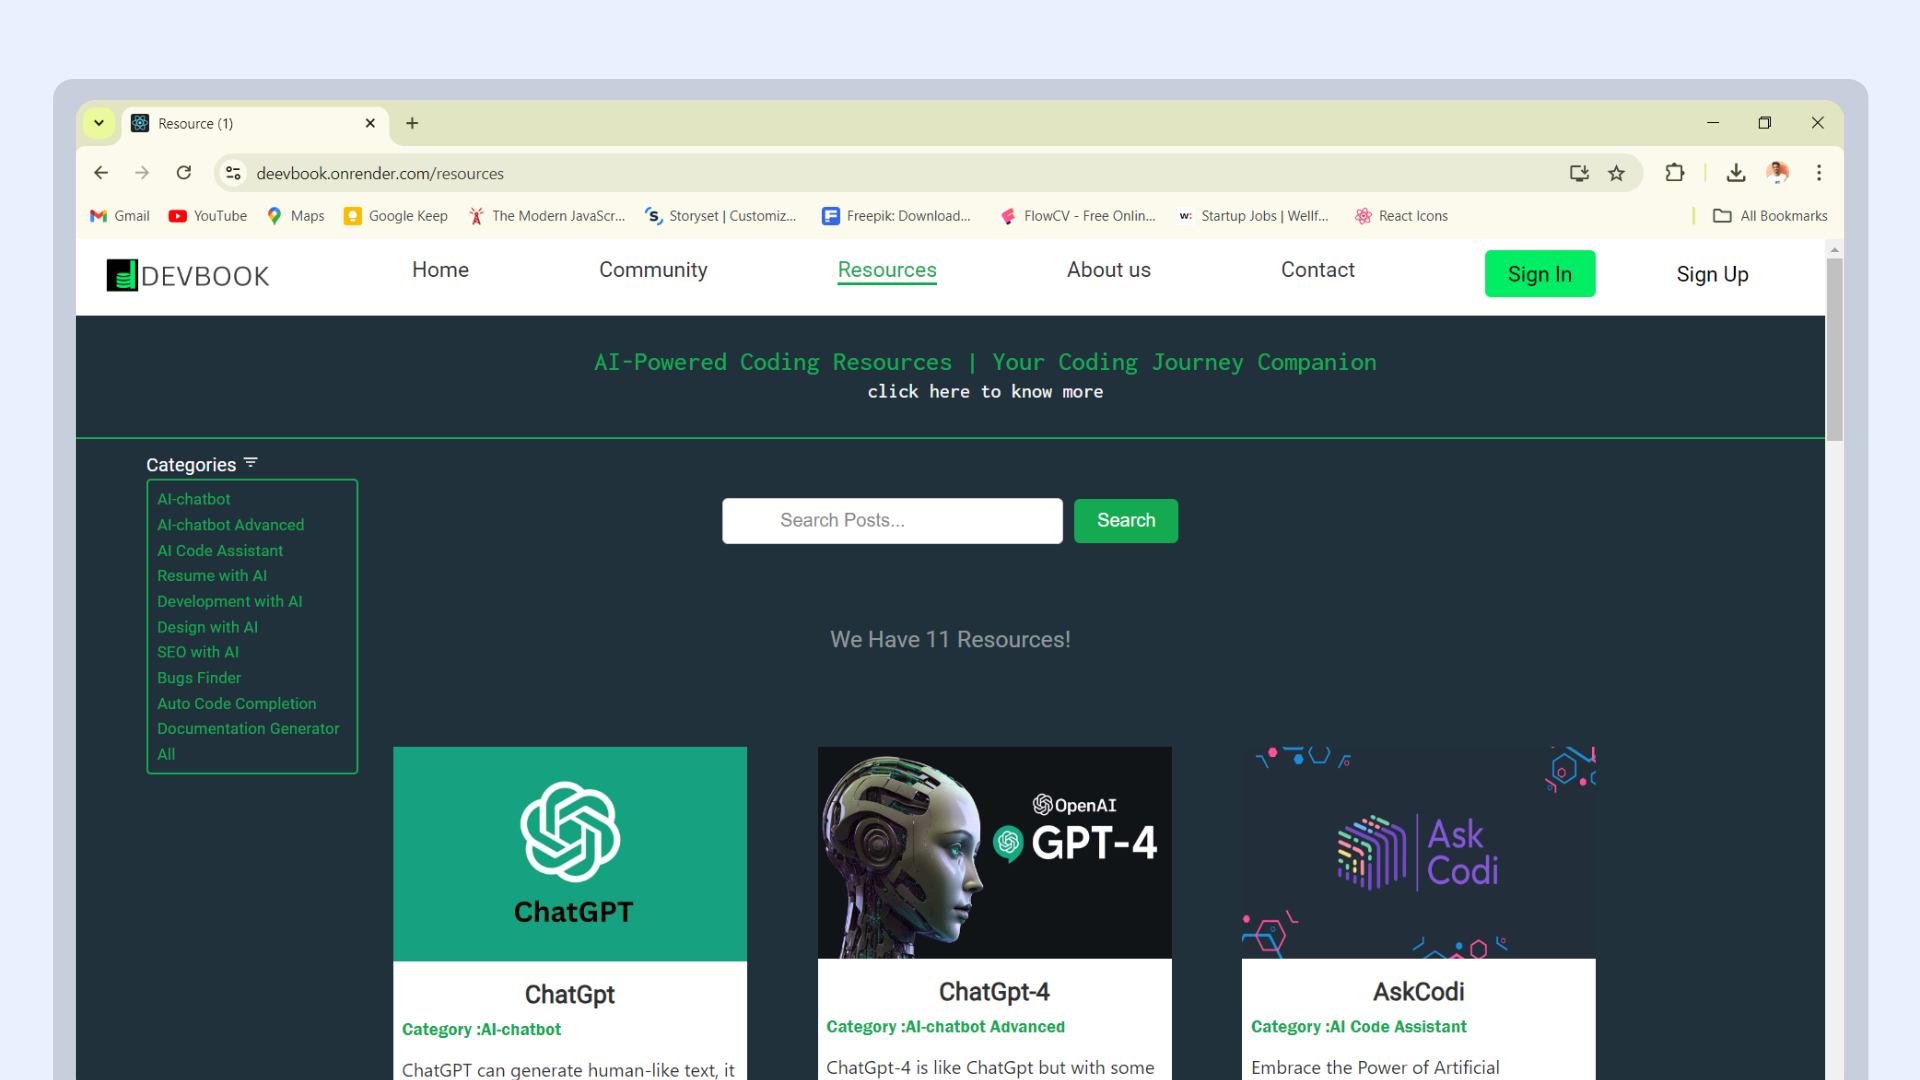 Resource (1)
deevbook.onrender.com/resources
Gmail
YouTube
Maps
Google Keep
The Modern JavaScr...
Storyset | Customiz...
Freepik: Download...
FlowCV - Free Onlin...
w: Startup Jobs | Wellf...
React Icons
All Bookmarks
DEVBOOK
Home
Community
Resources
About us
Contact
Sign In
Sign Up
AI-Powered Coding Resources | Your Coding Journey Companion
click here to know more
Categories
AI-chatbot
AI-chatbot Advanced
AI Code Assistant
Resume with AI
Development with AI
Design with AI
SEO with AI
Bugs Finder
Auto Code Completion
Documentation Generator
All
Search Posts...
Search
We Have 11 Resources!
ChatGPT
ChatGpt
Category :AI-chatbot
ChatGPT can generate human-like text, it
OpenAI
GPT-4
ChatGpt-4
Category :AI-chatbot Advanced
ChatGpt-4 is like ChatGpt but with some
Ask
Codi
AskCodi
Category :AI Code Assistant
Embrace the Power of Artificial